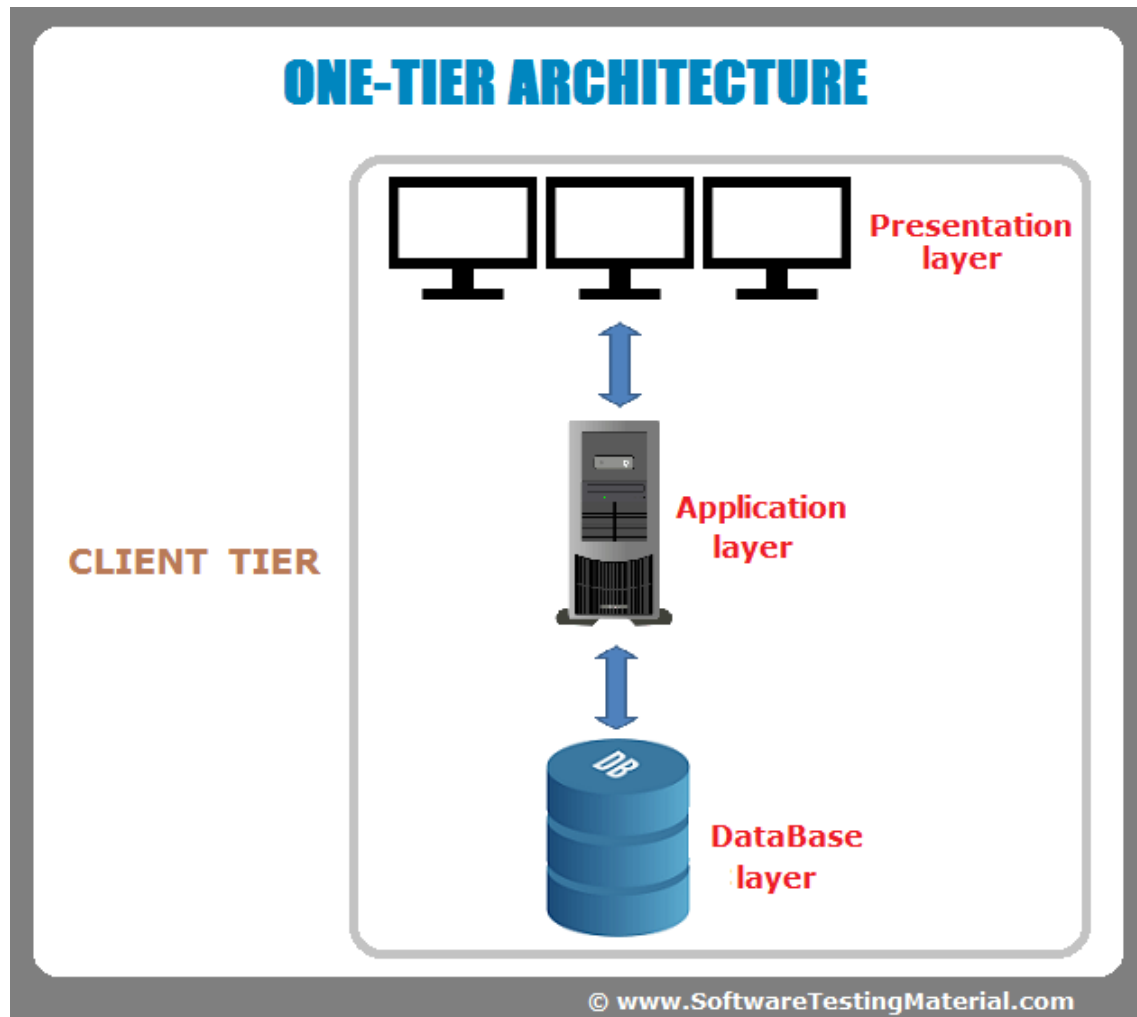 ONE-TIER ARCHITECTURE
Presentation
layer
Application
layer
CLIENT TIER
DB
DataBase
layer
© www.SoftwareTestingMaterial.com